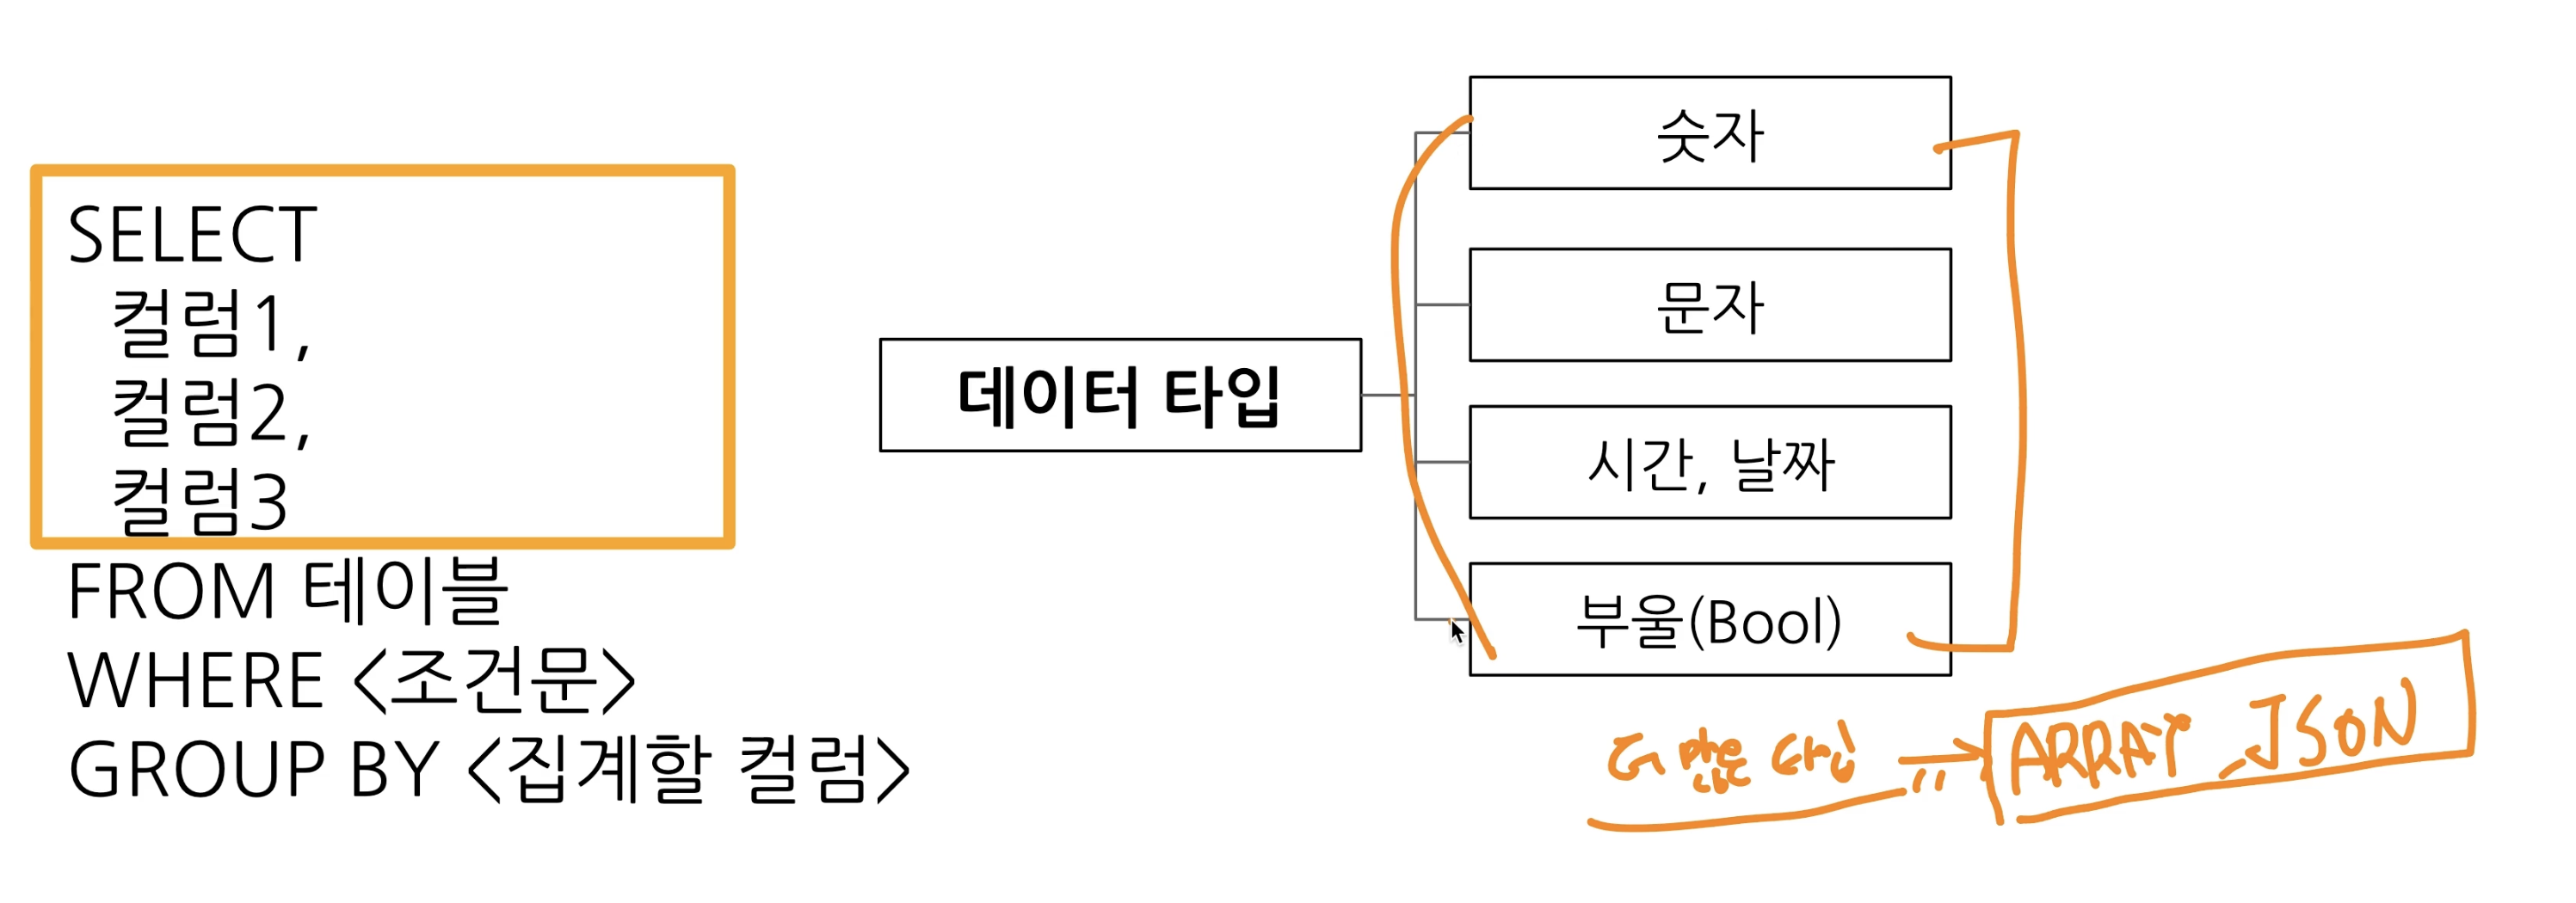 SELECT
컬럼1,
컬럼2,
컬럼3
FROM 테이블
WHERE <조건문>
GROUP BY <집계할 컬럼>
데이터 타입
숫자
문자
시간, 날짜
부울(Bool)
더 많은 타입
ARRAY, JSON